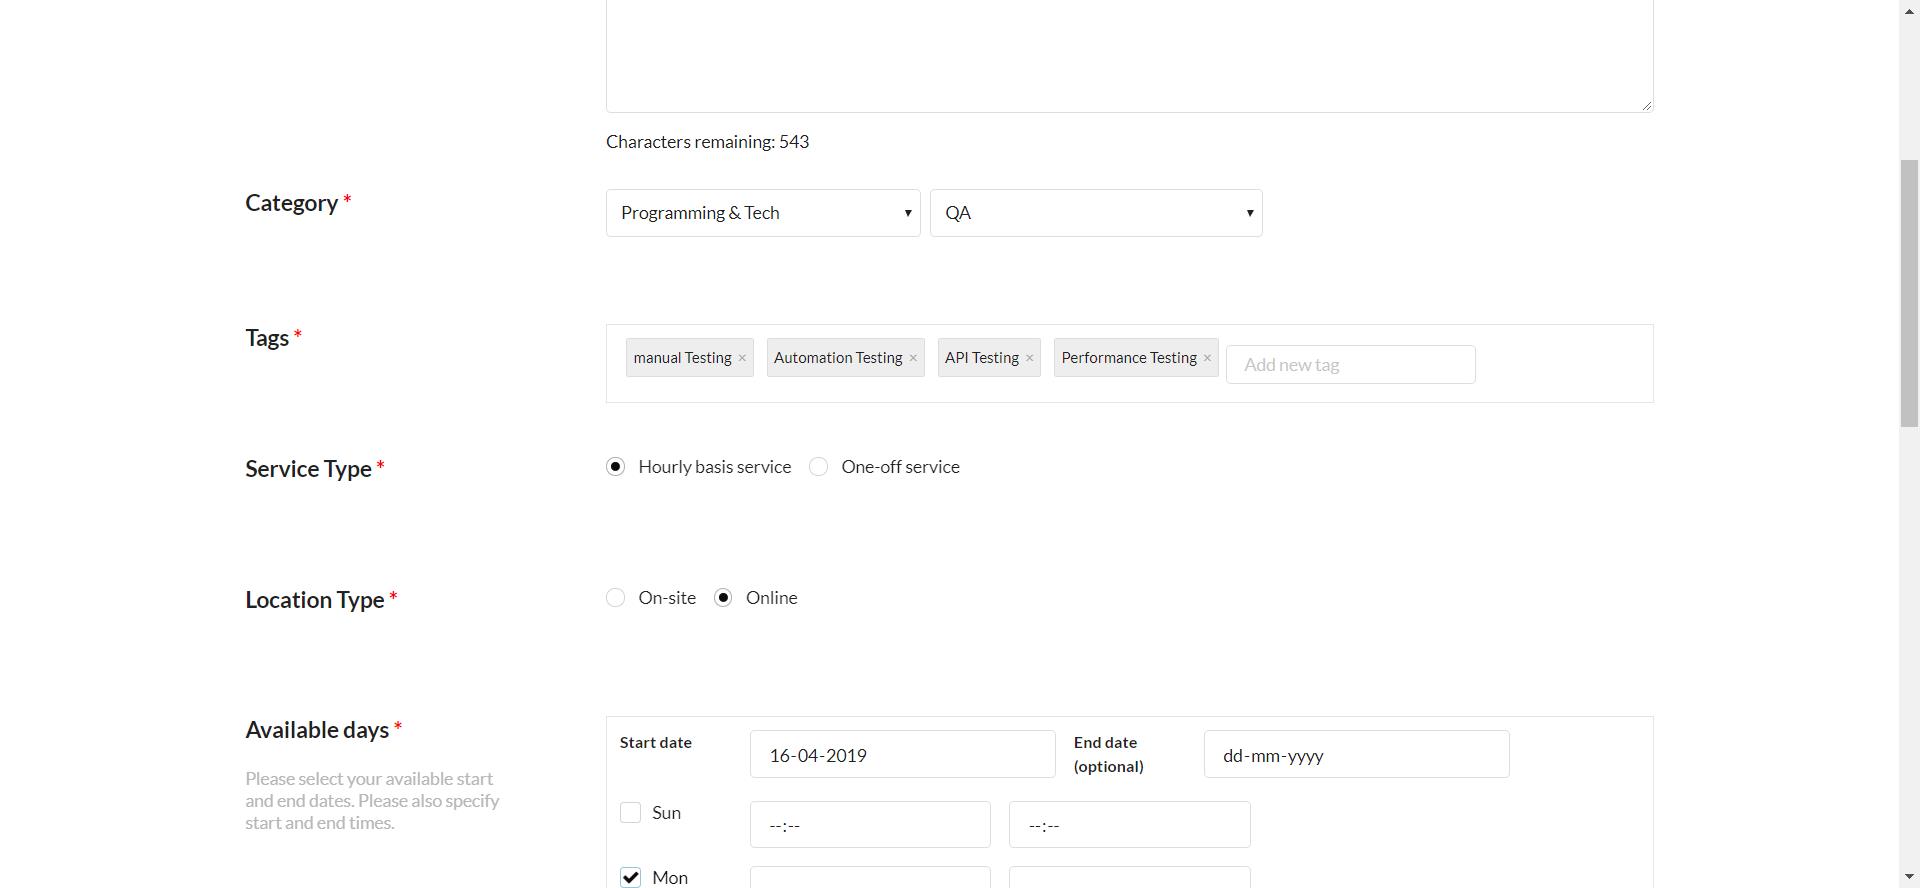 Characters remaining: 543
Category *
Programming & Tech
QA
Tags *
manual Testing ×
Automation Testing ×
API Testing ×
Performance Testing ×
Add new tag
Service Type *
Hourly basis service
One-off service
Location Type *
On-site
Online
Available days *
Please select your available start
and end dates. Please also specify
start and end times.
Start date
16-04-2019
End date
(optional)
dd-mm-yyyy
Sun
--:--
--:--
Mon